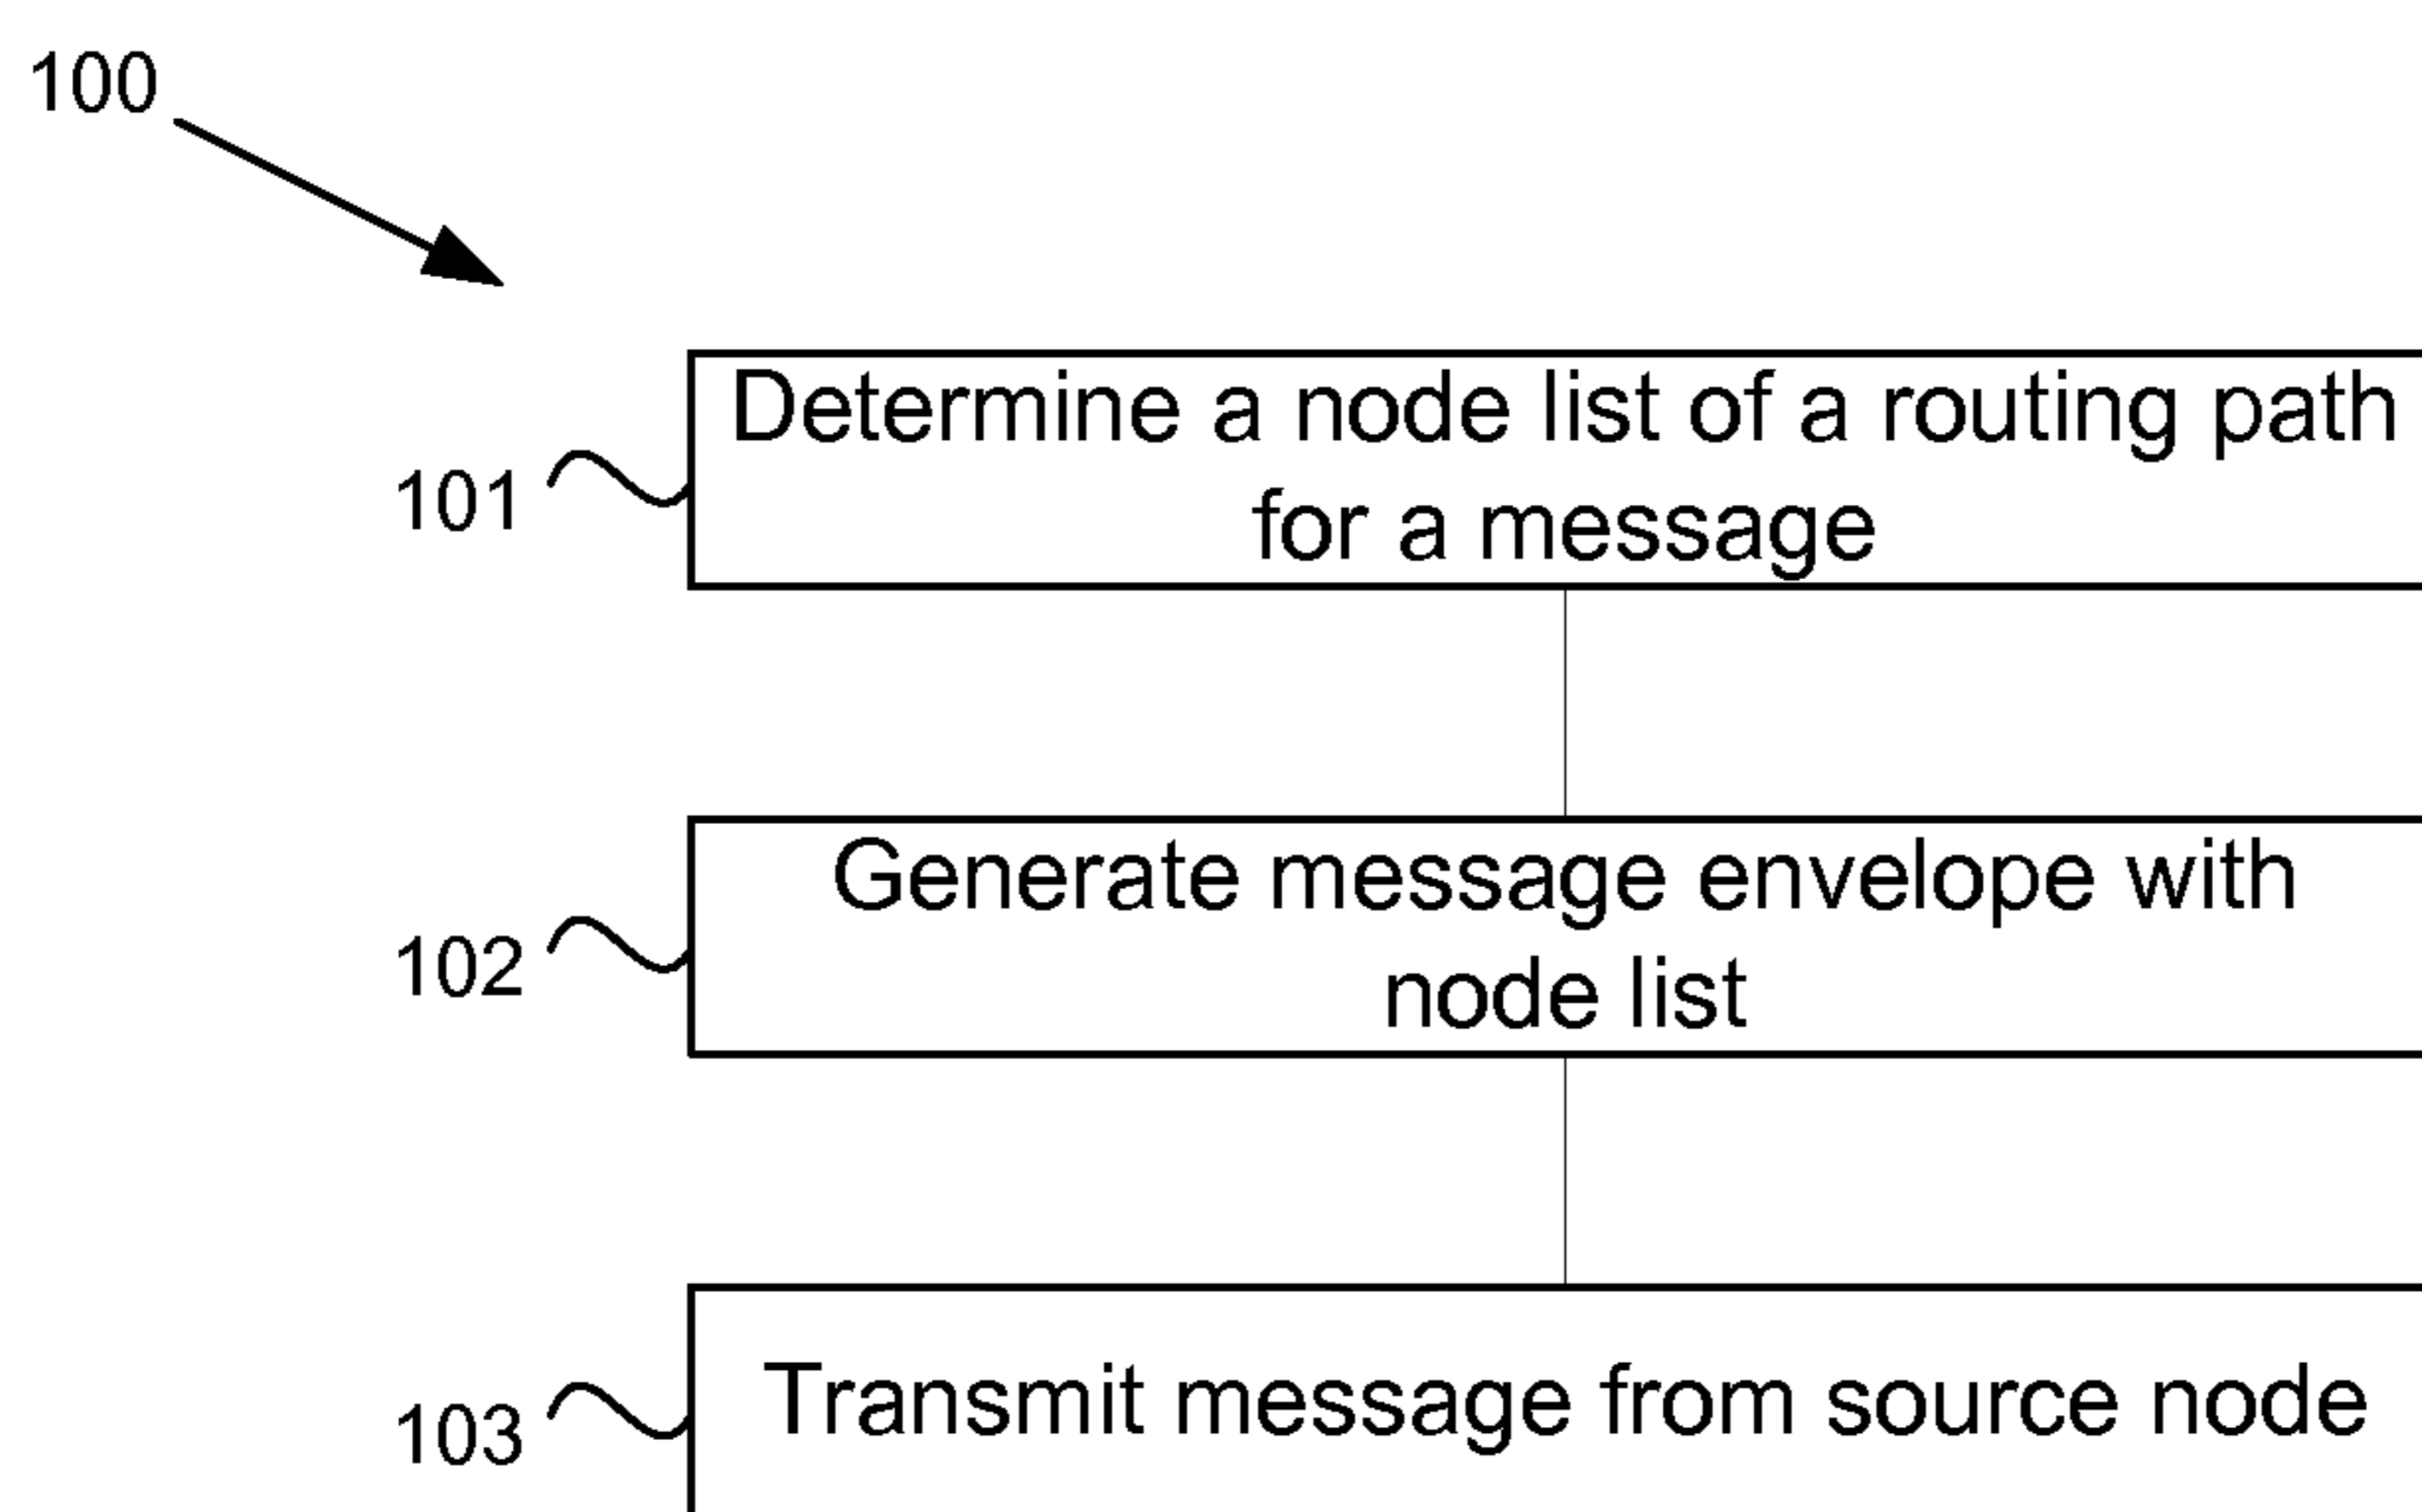 100
101
Determine a node list of a routing path
for a message
102
Generate message envelope with
node list
103
Transmit message from source node